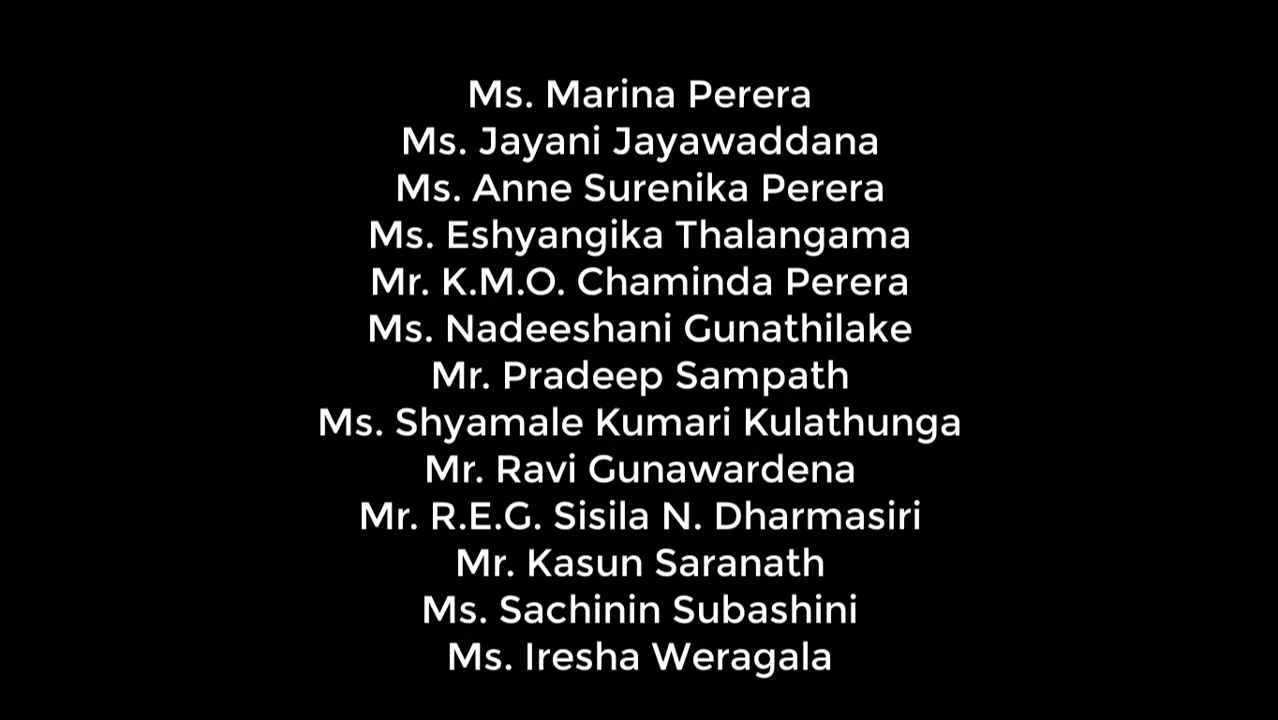 Ms. Marina Perera
Ms. Jayani Jayawaddana
Ms. Anne Surenika Perera
Ms. Eshyangika Thalangama
Mr. K.M.O. Chaminda Perera
Ms. Nadeeshani Gunathilake
Mr. Pradeep Sampath
Ms. Shyamale Kumari Kulathunga
Mr. Ravi Gunawardena
Mr. R.E.G. Sisila N. Dharmasiri
Mr. Kasun Saranath
Ms. Sachinin Subashini
Ms. Iresha Weragala